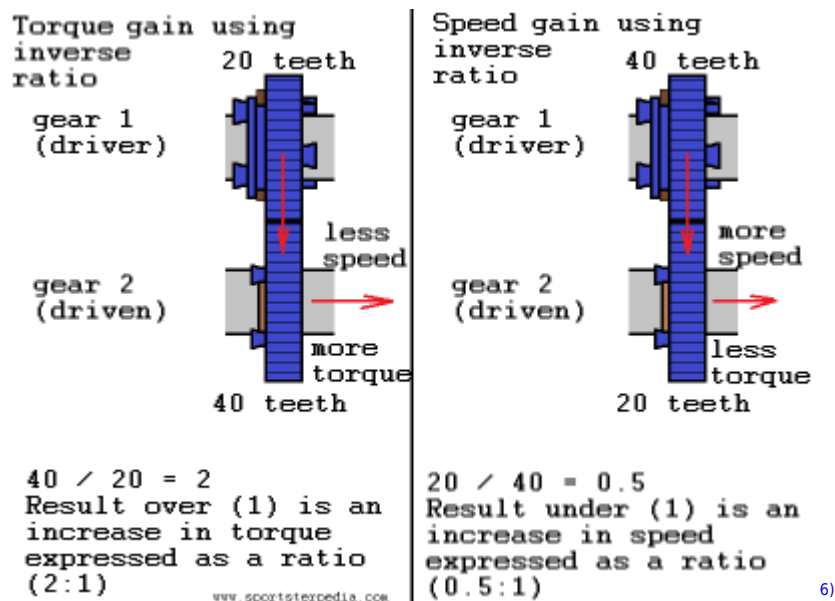 Torque gain using
inverse
ratio
20 teeth
gear 1
(driver)
less
speed
gear 2
(driven)
more
torque
40 teeth
40 / 20 = 2
Result over (1) is an
increase in torque
expressed as a ratio
(2:1)
www.sportsterpedia.com
Speed gain using
inverse
ratio
40 teeth
gear 1
(driver)
more
speed
gear 2
(driven)
less
torque
20 teeth
20 / 40 = 0.5
Result under (1) is an
increase in speed
expressed as a ratio
(0.5:1)
6)